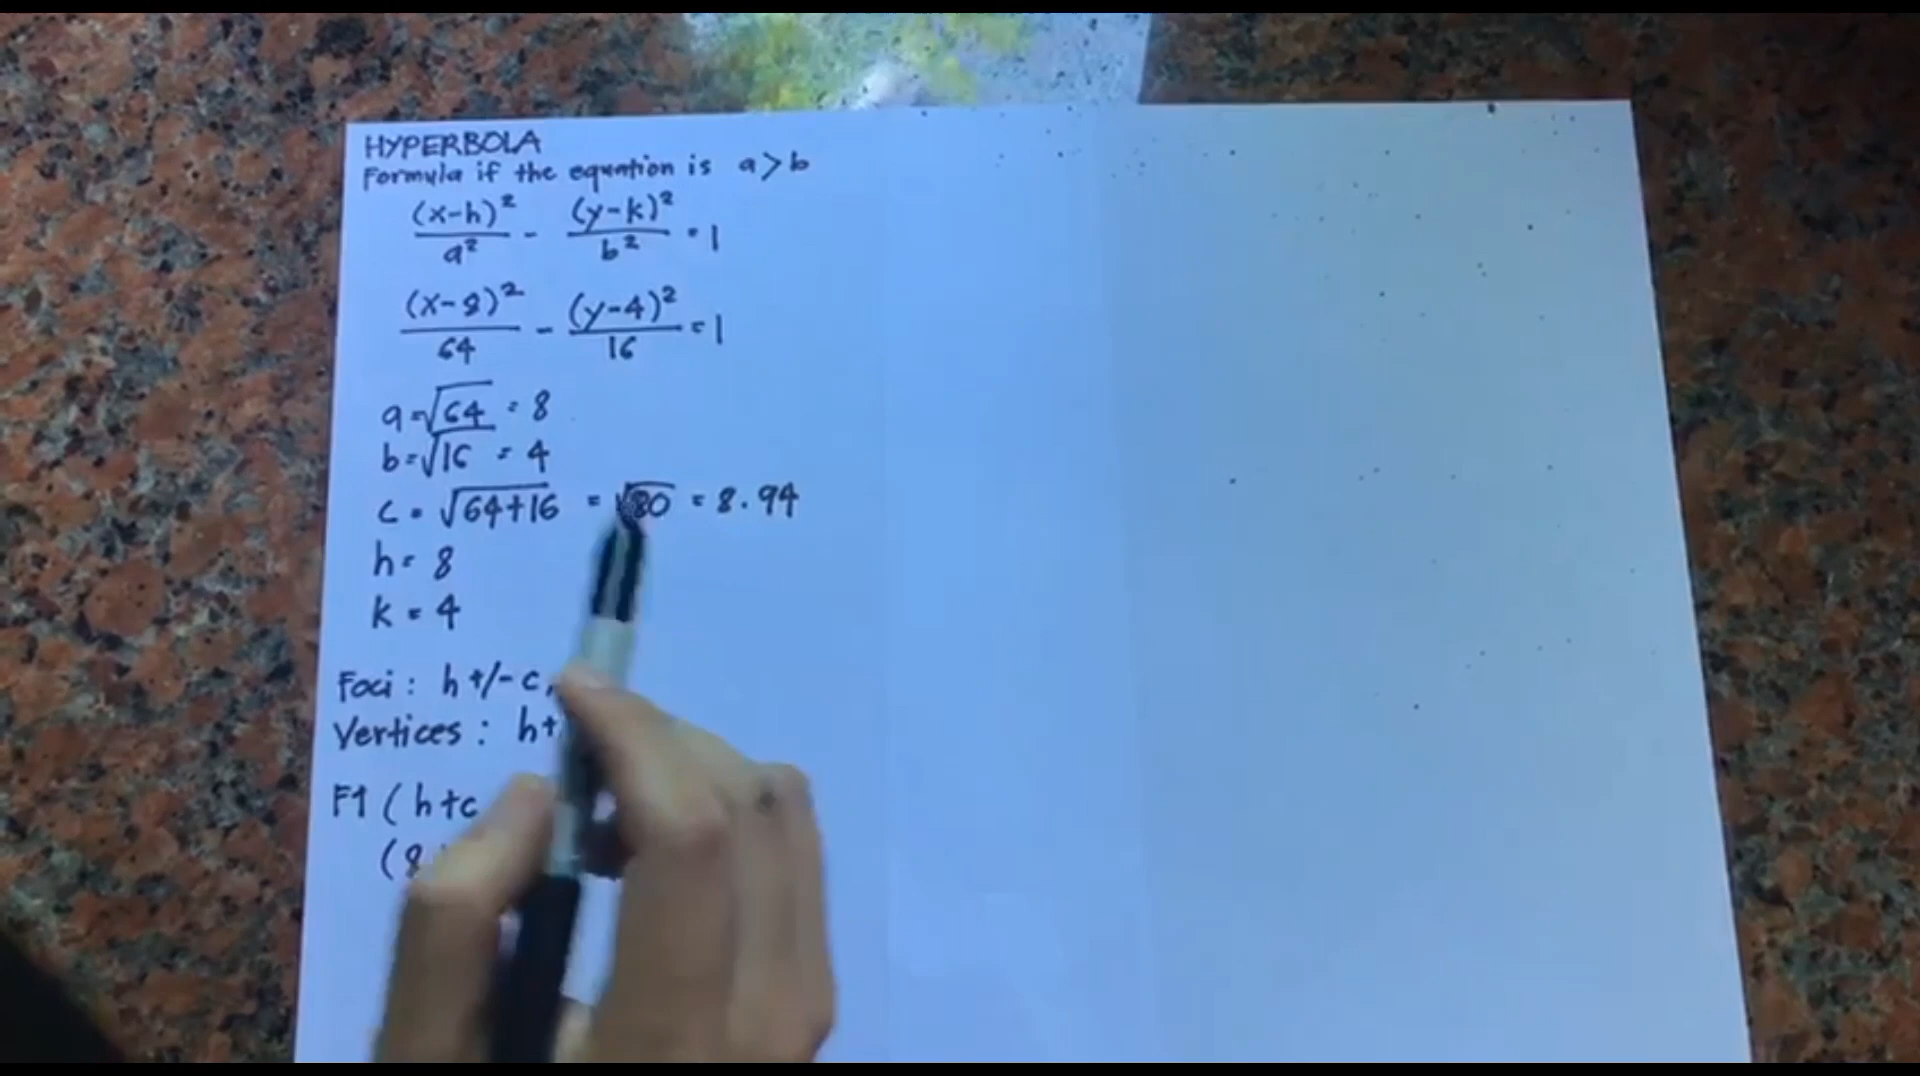 HYPERBOLA
Formula if the equation is a > b
(x-h)²/a² - (y-k)²/b² = 1
(x-8)²/64 - (y-4)²/16 = 1
a=√64 = 8
b=√16 = 4
c = √64+16 = √80 = 8.94
h = 8
k = 4
Foci : h +/- c,
Vertices : h+
F1 ( h+c
(8